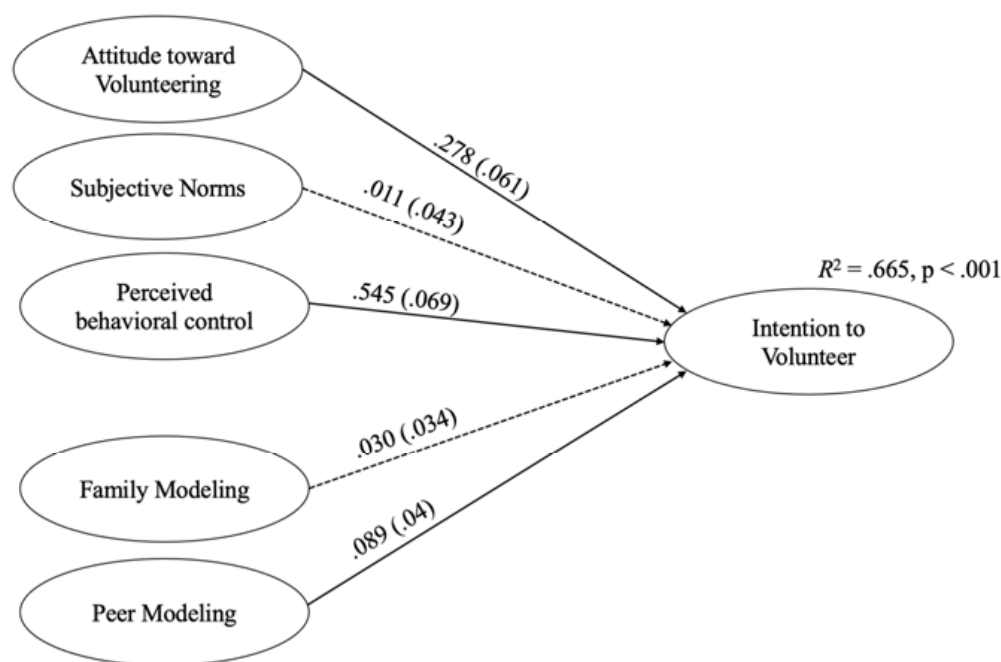 Attitude toward
Volunteering
.278 (.061)
Subjective Norms
.011 (.043)
Perceived
behavioral control
.545 (.069)
R² = .665, p < .001
Intention to
Volunteer
Family Modeling
.030 (.034)
Peer Modeling
.089 (.04)